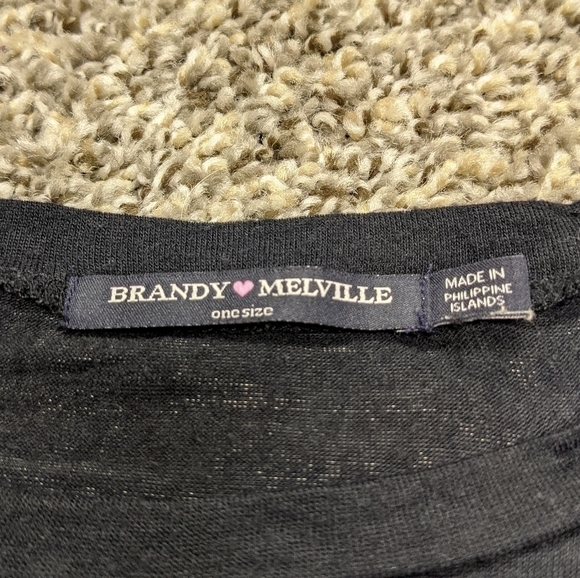 BRANDY ♥ MELVILLE
one size
MADE IN
PHILIPPINE
ISLANDS